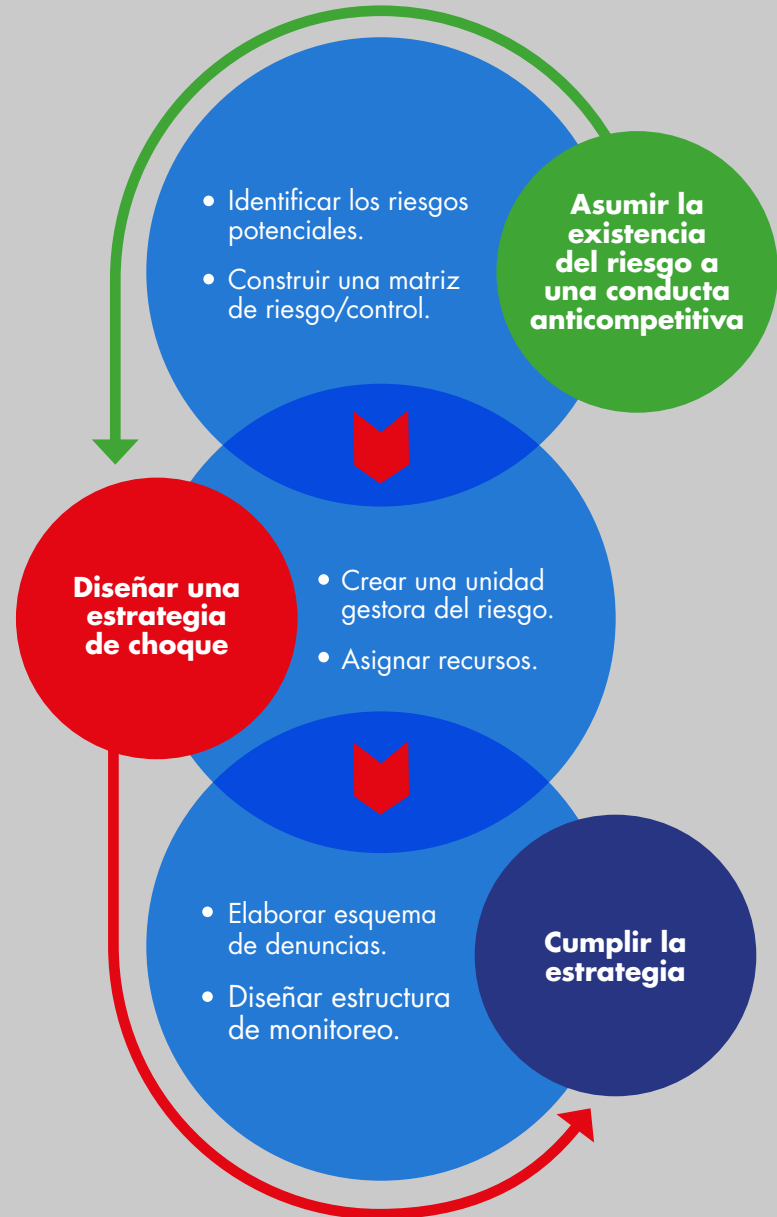 • Identificar los riesgos
potenciales.
• Construir una matriz
de riesgo/control.
Asumir la
existencia
del riesgo a
una conducta
anticompetitiva
Diseñar una
estrategia
de choque
• Crear una unidad
gestora del riesgo.
• Asignar recursos.
• Elaborar esquema
de denuncias.
• Diseñar estructura
de monitoreo.
Cumplir la
estrategia